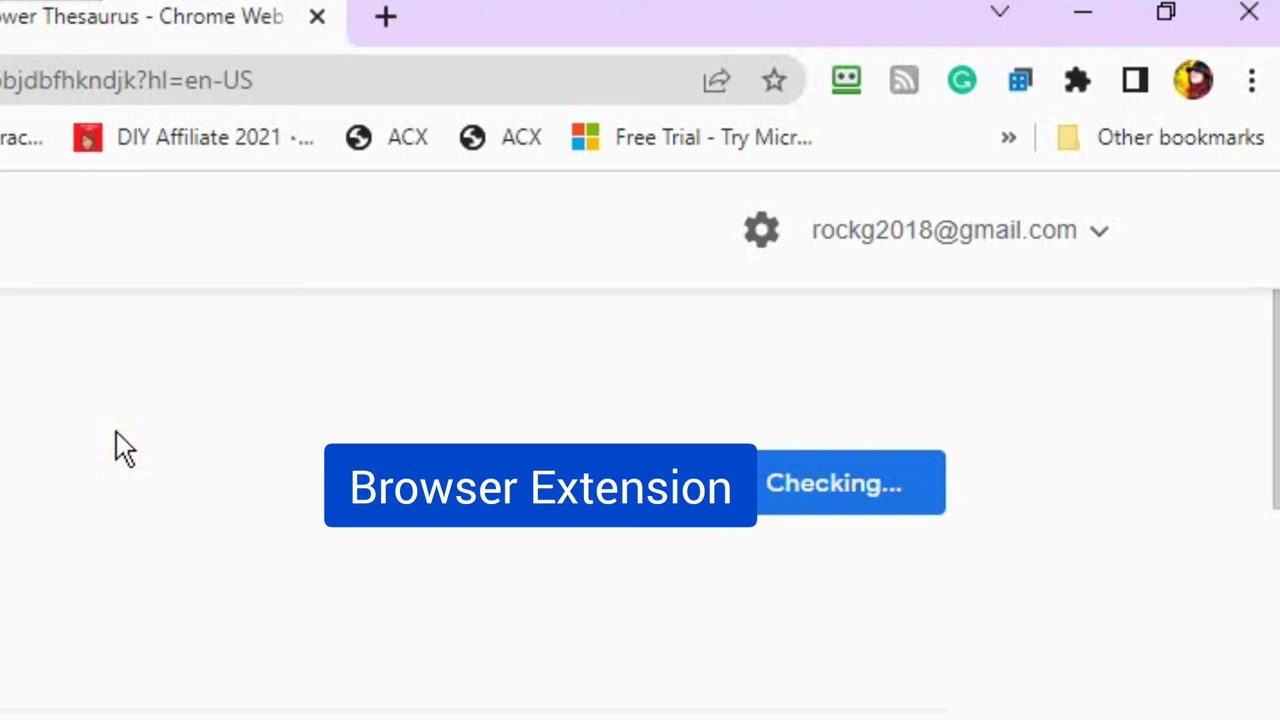 ower Thesaurus - Chrome Web
bjdbfhkndjk?hl=en-US
rac... DIY Affiliate 2021 •... ACX ACX Free Trial - Try Micr... » Other bookmarks
rockg2018@gmail.com
Browser Extension Checking...